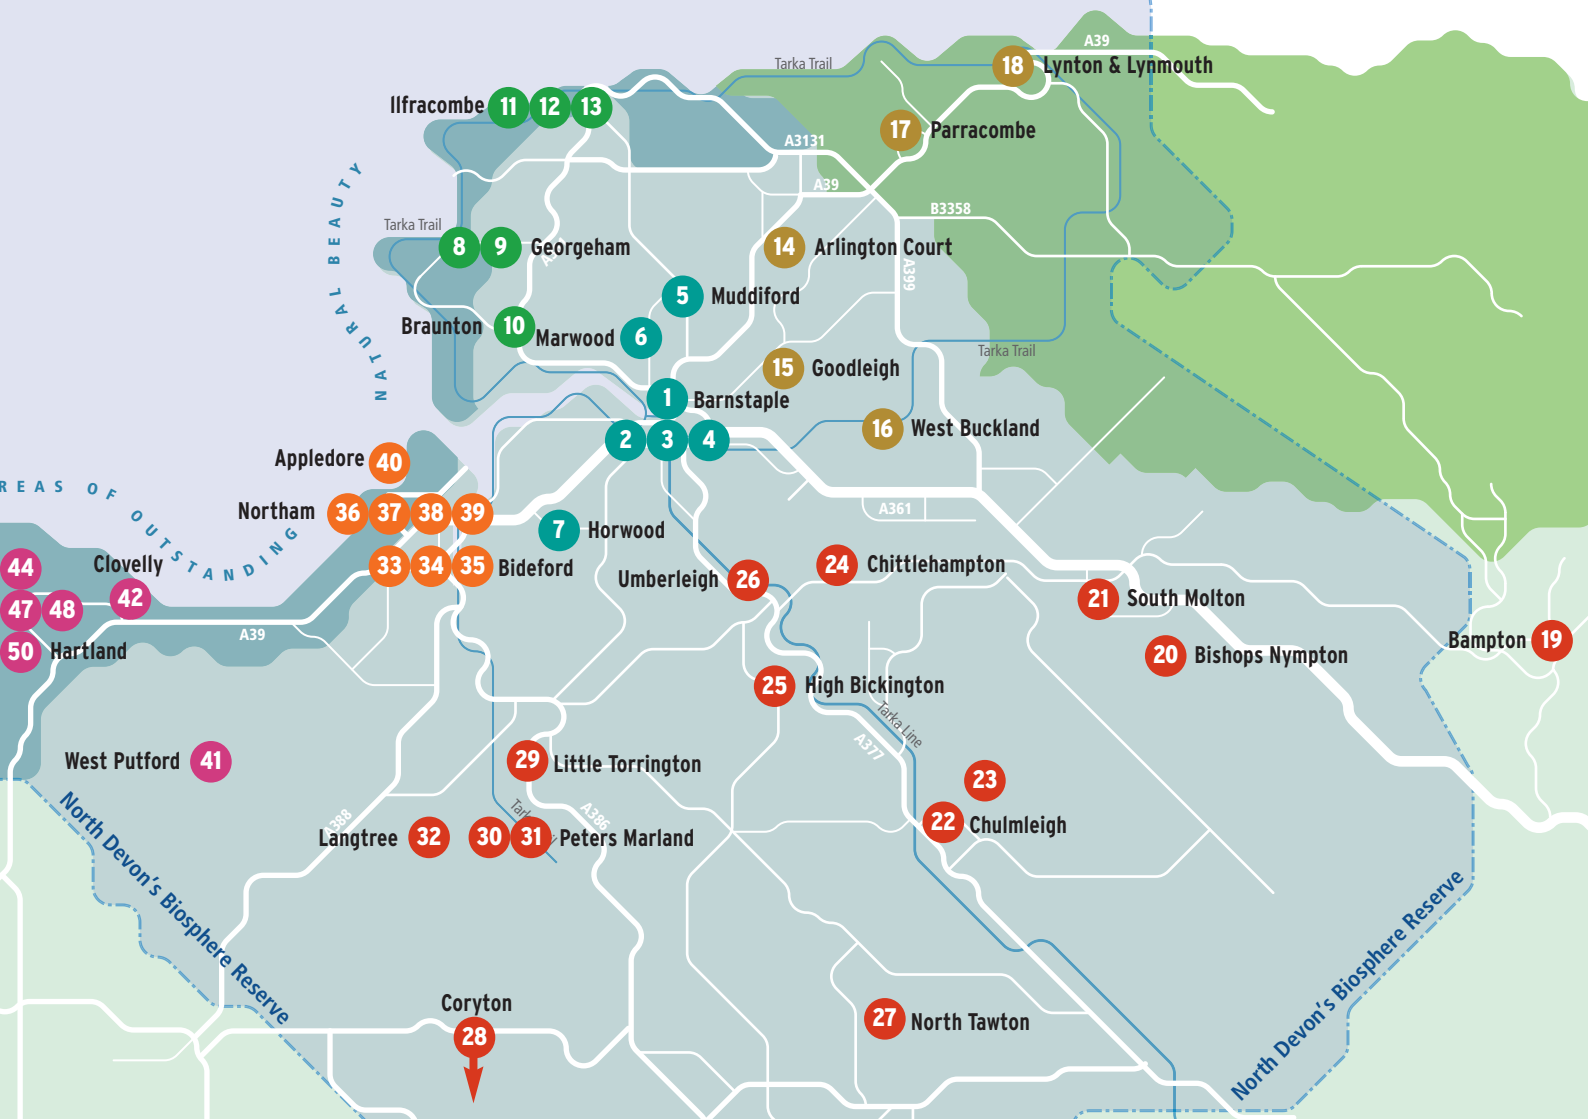 A39
Tarka Trail
18 Lynton & Lynmouth
Ilfracombe 11 12 13
17 Parracombe
A3131
A39
B3358
NATURAL BEAUTY
Tarka Trail
8 9 Georgeham
14 Arlington Court
A399
5 Muddiford
Braunton 10
Marwood 6
Tarka Trail
15 Goodleigh
1 Barnstaple
2 3 4
16 West Buckland
Appledore 40
REAS OF OUTSTANDING
Northam 36 37 38 39
A361
7 Horwood
44
Clovelly
42
33 34 35 Bideford
Umberleigh 26
24 Chittlehampton
47 48
21 South Molton
A39
50 Hartland
Bampton 19
20 Bishops Nympton
25 High Bickington
Tarka Line
A377
West Putford 41
29 Little Torrington
23
A386
A388
22 Chulmleigh
Langtree 32
30 31 Peters Marland
North Devon's Biosphere Reserve
North Devon's Biosphere Reserve
Coryton
28
27 North Tawton